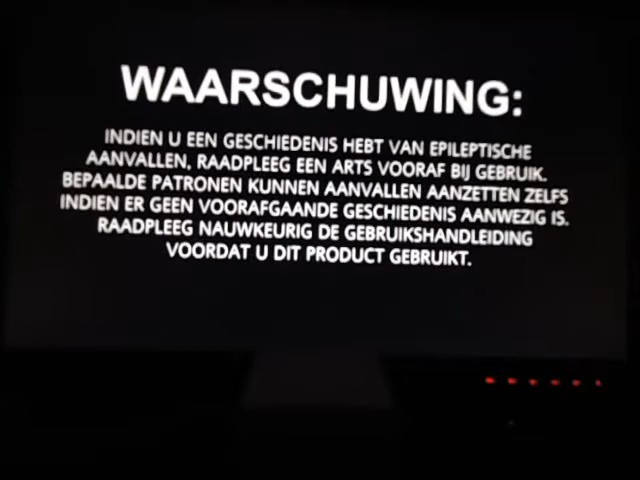 WAARSCHUWING:
INDIEN U EEN GESCHIEDENIS HEBT VAN EPILEPTISCHE
AANVALLEN, RAADPLEEG EEN ARTS VOORAF BIJ GEBRUIK.
BEPAALDE PATRONEN KUNNEN AANVALLEN AANZETTEN ZELFS
INDIEN ER GEEN VOORAFGAANDE GESCHIEDENIS AANWEZIG IS.
RAADPLEEG NAUWKEURIG DE GEBRUIKSHANDLEIDING
VOORDAT U DIT PRODUCT GEBRUIKT.